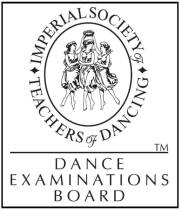 IMPERIAL SOCIETY of
TEACHERS of DANCING
TM
DANCE
EXAMINATIONS
BOARD